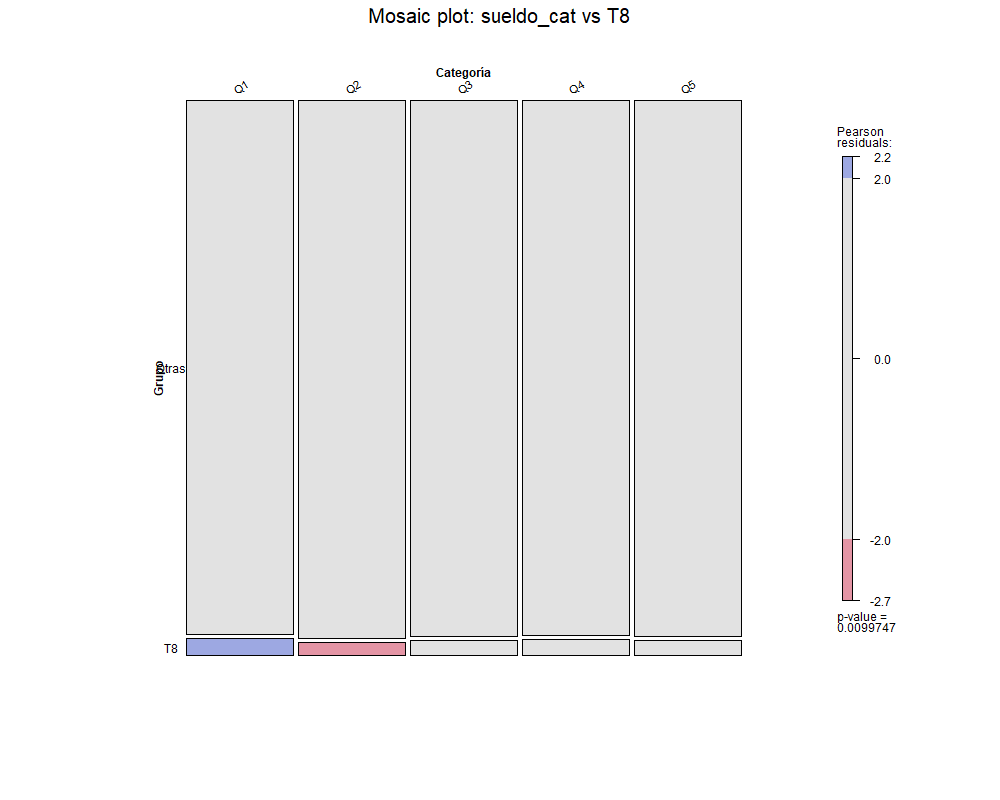 Mosaic plot: sueldo_cat vs T8
Categoría
Q1 Q2 Q3 Q4 Q5
Pearson
residuals:
2.2
2.0
0.0
-2.0
-2.7
p-value =
0.0099747
Grupo
Otras
T8